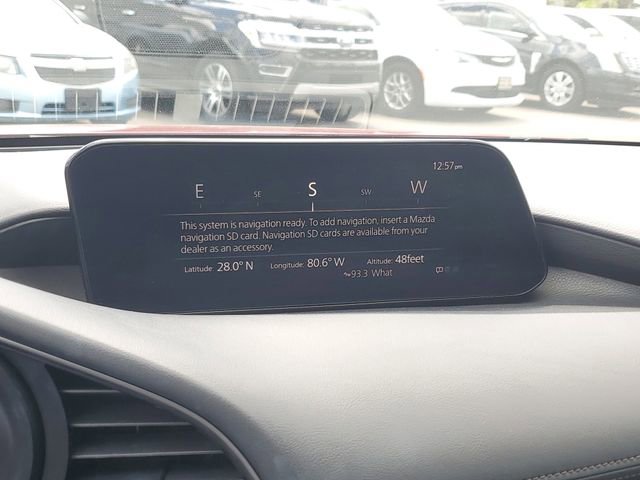 12:57pm
E SE S SW W
This system is navigation ready. To add navigation, insert a Mazda
navigation SD card. Navigation SD cards are available from your
dealer as an accessory.
Latitude: 28.0° N Longitude: 80.6° W Altitude: 48feet
93.3 What